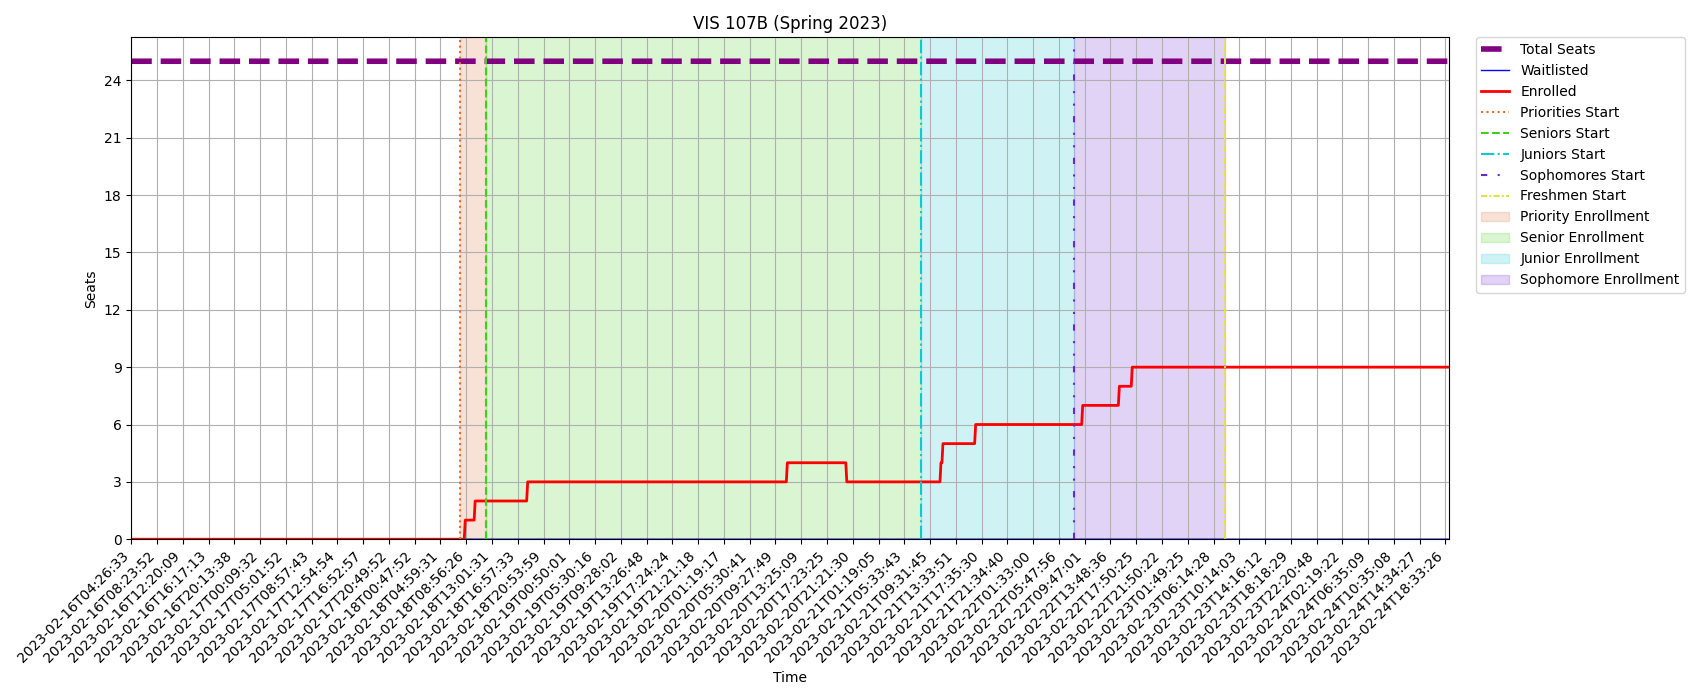 VIS 107B (Spring 2023)
Seats
24
21
18
15
12
9
6
3
0
2023-02-16T04:26:33
2023-02-16T08:23:52
2023-02-16T12:20:09
2023-02-16T16:17:13
2023-02-16T20:13:38
2023-02-17T00:09:32
2023-02-17T05:01:52
2023-02-17T08:57:43
2023-02-17T12:54:54
2023-02-17T16:52:57
2023-02-17T20:49:52
2023-02-18T00:47:52
2023-02-18T04:59:31
2023-02-18T08:56:26
2023-02-18T13:01:31
2023-02-18T16:57:33
2023-02-18T20:53:59
2023-02-19T00:50:01
2023-02-19T05:30:16
2023-02-19T09:28:02
2023-02-19T13:26:48
2023-02-19T17:24:24
2023-02-19T21:21:18
2023-02-20T01:19:17
2023-02-20T05:30:41
2023-02-20T09:27:49
2023-02-20T13:25:09
2023-02-20T17:23:25
2023-02-20T21:21:30
2023-02-21T01:19:05
2023-02-21T05:33:43
2023-02-21T09:31:45
2023-02-21T13:33:51
2023-02-21T17:35:30
2023-02-21T21:34:40
2023-02-22T01:33:00
2023-02-22T05:47:56
2023-02-22T09:47:01
2023-02-22T13:48:36
2023-02-22T17:50:25
2023-02-22T21:50:22
2023-02-23T01:49:25
2023-02-23T06:14:28
2023-02-23T10:14:03
2023-02-23T14:16:12
2023-02-23T18:18:29
2023-02-23T22:20:48
2023-02-24T02:19:22
2023-02-24T06:35:09
2023-02-24T10:35:08
2023-02-24T14:34:27
2023-02-24T18:33:26
Time
Total Seats
Waitlisted
Enrolled
Priorities Start
Seniors Start
Juniors Start
Sophomores Start
Freshmen Start
Priority Enrollment
Senior Enrollment
Junior Enrollment
Sophomore Enrollment